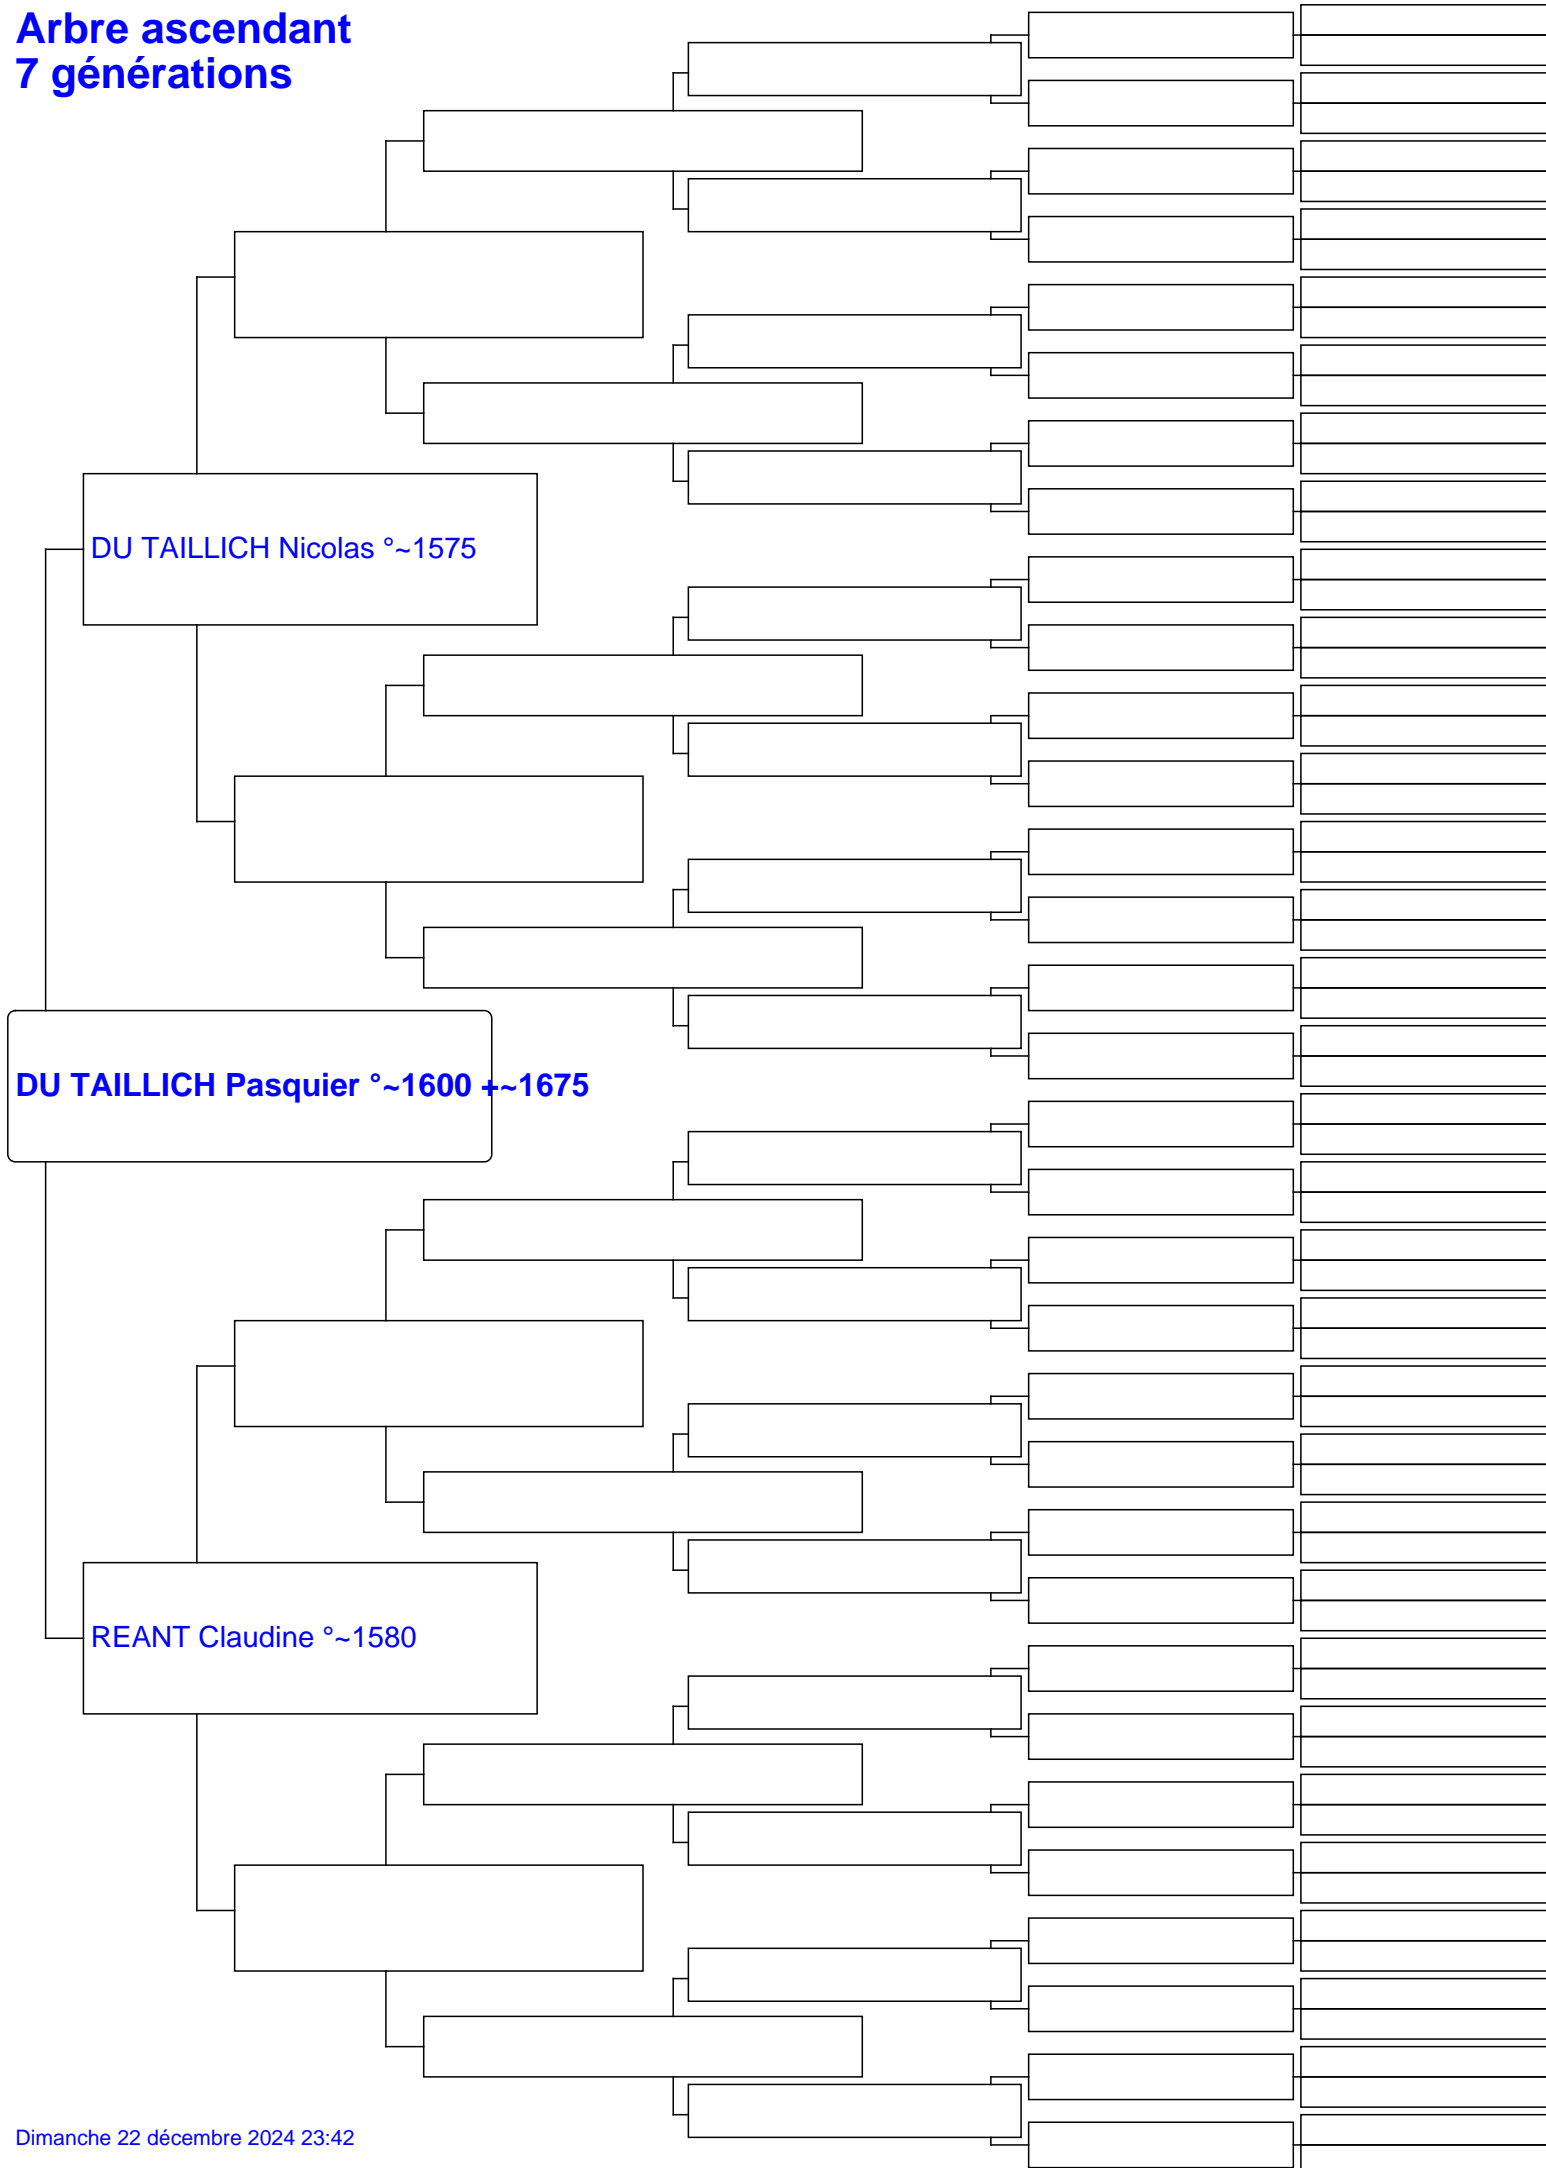 Arbre ascendant
7 générations
DU TAILLICH Nicolas °~1575
DU TAILLICH Pasquier °~1600 +~1675
REANT Claudine °~1580
Dimanche 22 décembre 2024 23:42